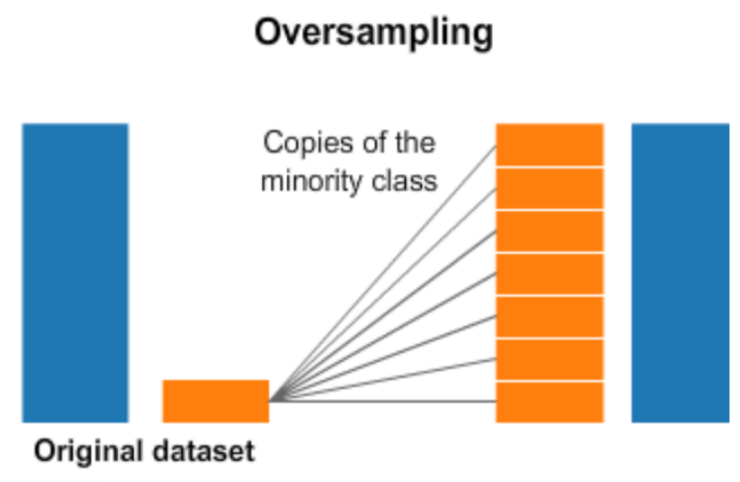 Oversampling
Copies of the
minority class
Original dataset